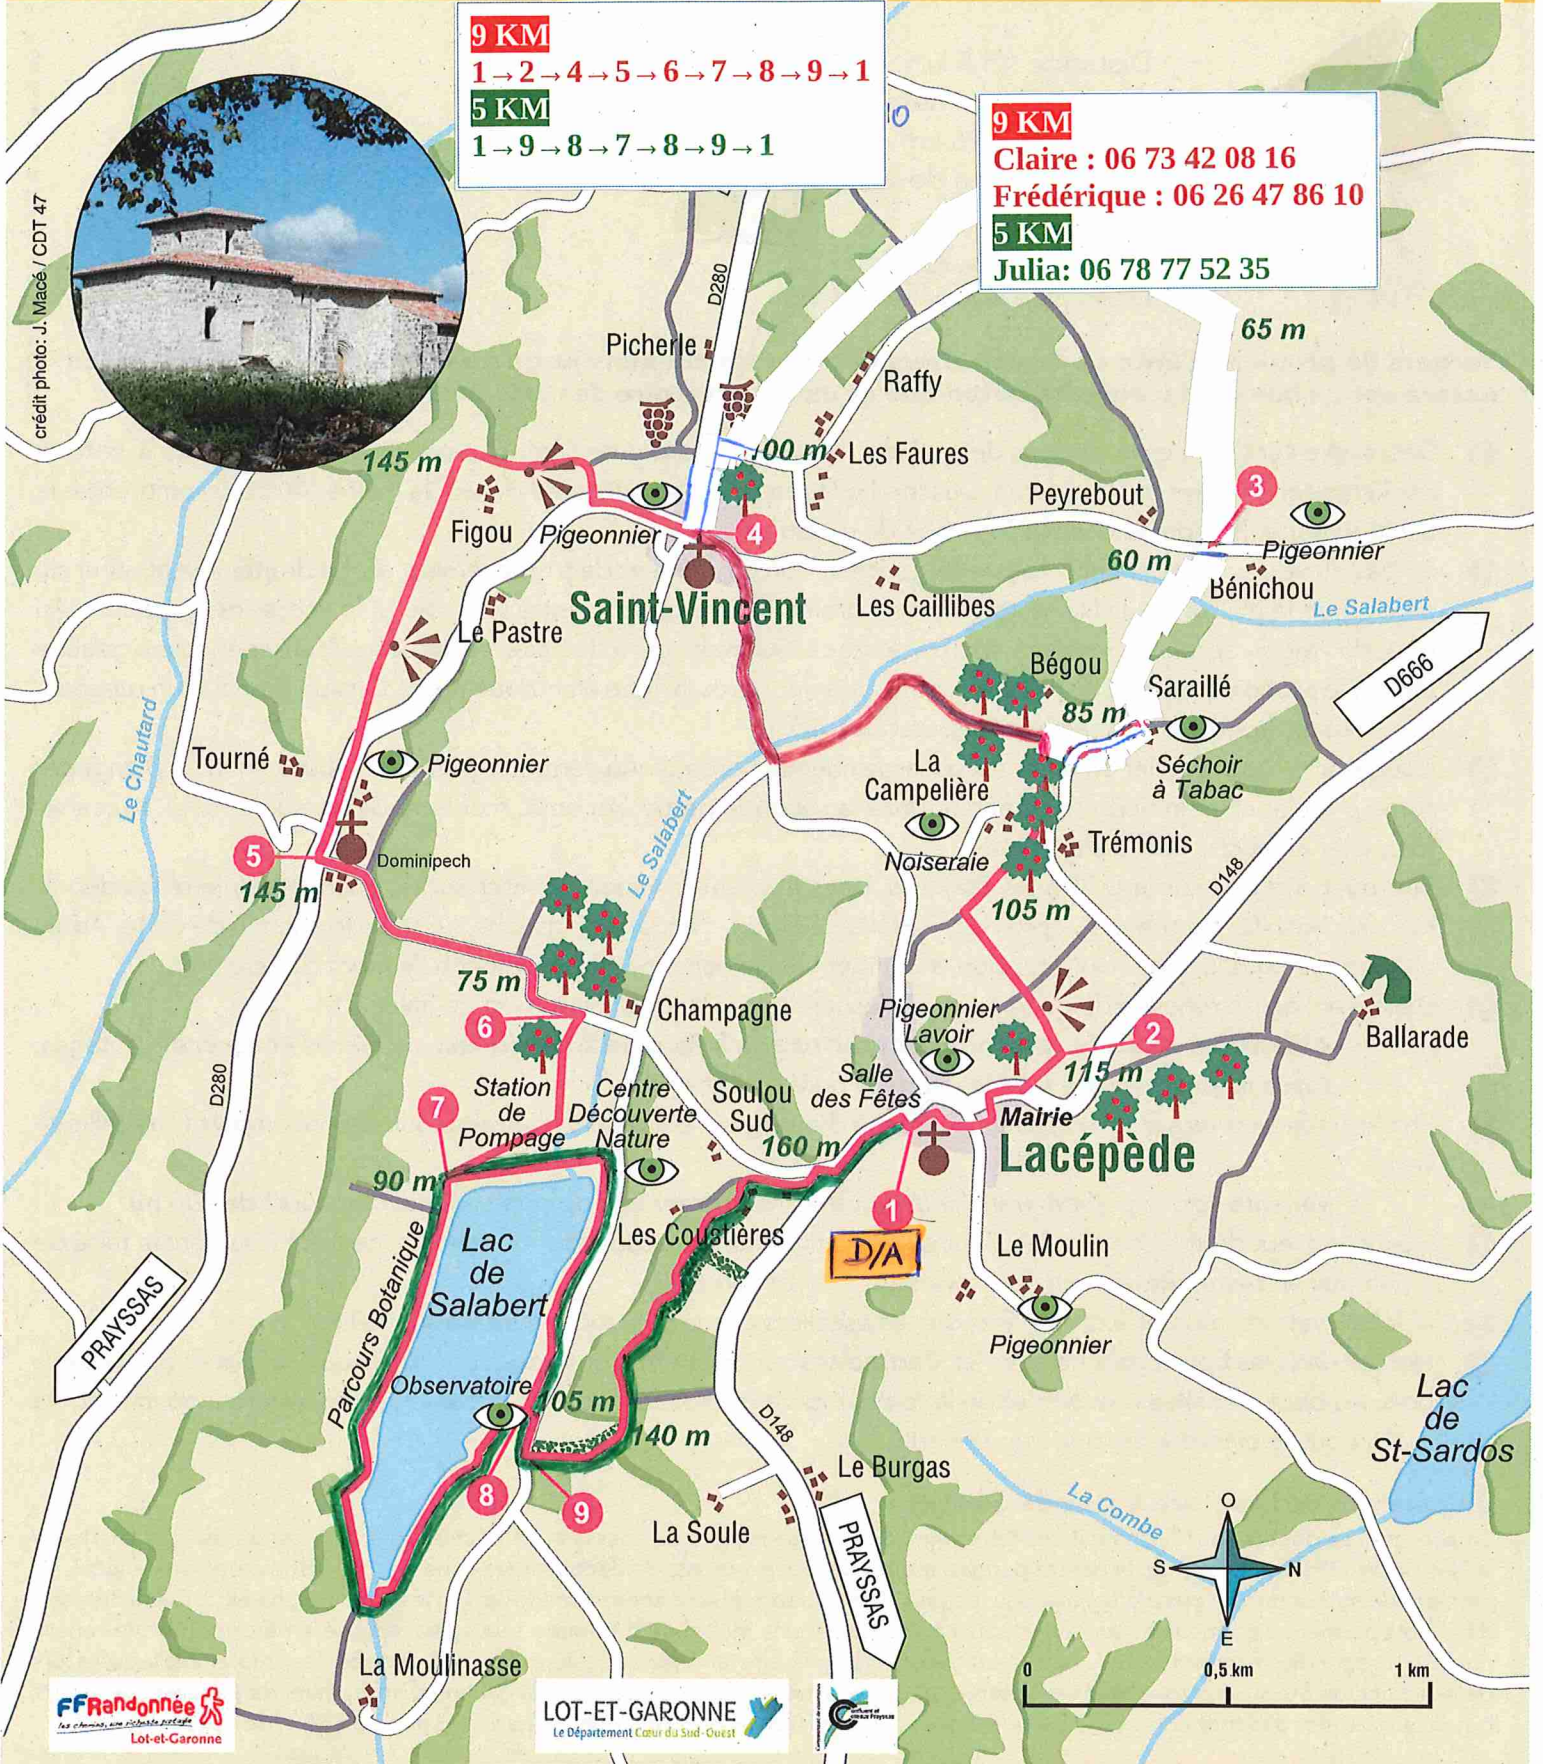 9 KM
1→2→4→5→6→7→8→9→1
5 KM
1→9→8→7→8→9→1
9 KM
Claire : 06 73 42 08 16
Frédérique : 06 26 47 86 10
5 KM
Julia: 06 78 77 52 35
crédit photo: J. Macé / CDT 47
D280
65 m
Picherle
Raffy
145 m
00 m
Les Faures
Peyrebout
3
Figou
Pigeonnier
4
Pigeonnier
60 m
Bénichou
Saint-Vincent
Les Caillibes
Le Salabert
Le Pastre
D666
Bégou
Saraillé
85 m
Le Chautard
Tourné
Pigeonnier
La
Campelière
Séchoir
à Tabac
Le Salabert
Trémonis
5
Dominipech
Noiseraie
D148
145 m
105 m
75 m
6
Champagne
Pigeonnier
Lavoir
2
Ballarade
D280
115 m
7
Station
de
Pompage
Centre
Découverte
Nature
Soulou
Sud
Salle
des Fêtes
Mairie
160 m
Lacépède
90 m
1
D/A
Les Coustières
Lac
de
Salabert
Parcours Botanique
Le Moulin
PRAYSSAS
Pigeonnier
Observatoire
105 m
140 m
D148
Lac
de
St-Sardos
8
9
Le Burgas
La Soule
La Combe
PRAYSSAS
O
S
N
E
La Moulinasse
0
0,5 km
1 km
FFRandonnée
les chemins, une richesse partagée
Lot-et-Garonne
LOT-ET-GARONNE
Le Département Cœur du Sud-Ouest